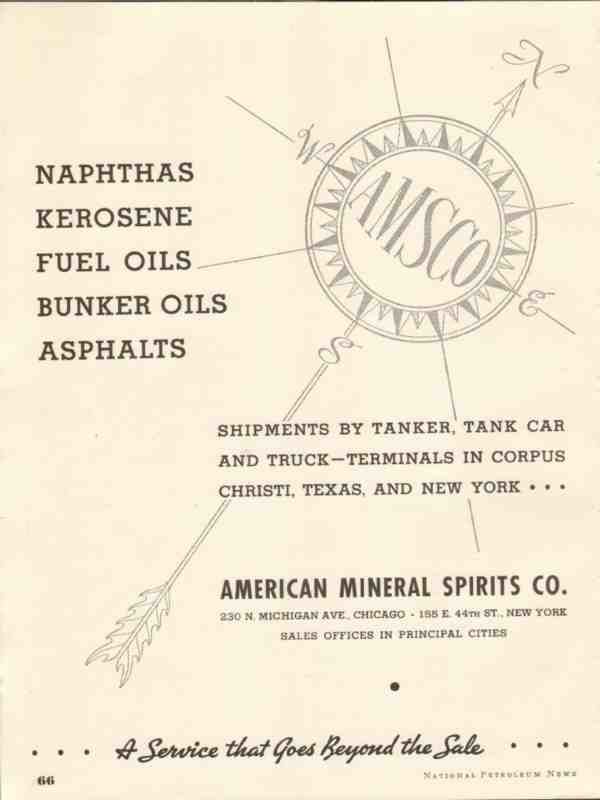 N
W
AMSCO
E
S
NAPHTHAS
KEROSENE
FUEL OILS
BUNKER OILS
ASPHALTS
SHIPMENTS BY TANKER, TANK CAR
AND TRUCK—TERMINALS IN CORPUS
CHRISTI, TEXAS, AND NEW YORK • • •
AMERICAN MINERAL SPIRITS CO.
230 N. MICHIGAN AVE., CHICAGO - 155 E. 44TH ST., NEW YORK
SALES OFFICES IN PRINCIPAL CITIES
• • • A Service that Goes Beyond the Sale • • •
66
NATIONAL PETROLEUM NEWS